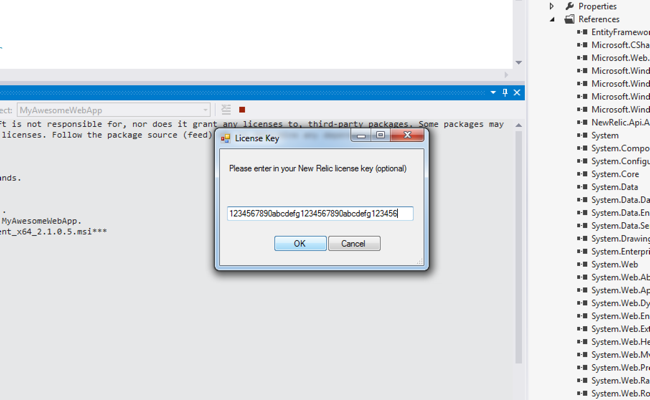 Properties
References
EntityFramewor
Microsoft.CSha
Microsoft.Web.
Microsoft.Wind
Microsoft.Wind
Microsoft.Wind
Microsoft.Wind
NewRelic.Api.A
System
System.Compo
System.Configu
System.Core
System.Data
System.Data.Da
System.Data.En
System.Data.Se
System.Drawing
System.Enterpri
System.Web
System.Web.Ab
System.Web.Ap
System.Web.Dy
System.Web.En
System.Web.Ext
System.Web.He
System.Web.Mv
System.Web.Pre
System.Web.Ra
System.Web.Ro
ect: MyAwesomeWebApp
ft is not responsible for, nor does it grant any licenses to, third-party packages. Some packages may
licenses. Follow the package source (feed)
ands.
.
MyAwesomeWebApp.
ent_x64_2.1.0.5.msi***
License Key
Please enter in your New Relic license key (optional)
1234567890abcdefg1234567890abcdefg123456
OK
Cancel